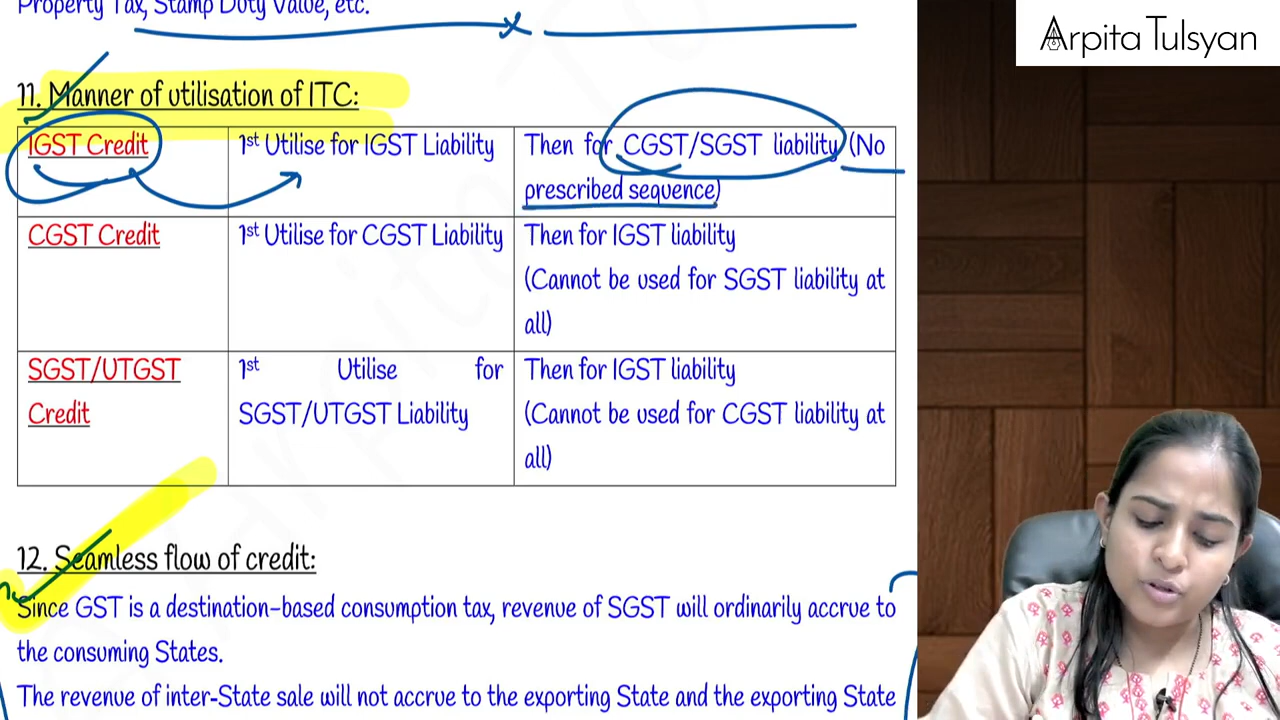 Property Tax, Stamp Duty Value, etc.
Arpita Tulsyan
11. Manner of utilisation of ITC:
IGST Credit
1st Utilise for IGST Liability
Then for CGST/SGST liability (No
prescribed sequence)
CGST Credit
1st Utilise for CGST Liability
Then for IGST liability
(Cannot be used for SGST liability at
all)
SGST/UTGST
Credit
1st Utilise for
SGST/UTGST Liability
Then for IGST liability
(Cannot be used for CGST liability at
all)
12. Seamless flow of credit:
Since GST is a destination-based consumption tax, revenue of SGST will ordinarily accrue to
the consuming States.
The revenue of inter-State sale will not accrue to the exporting State and the exporting State